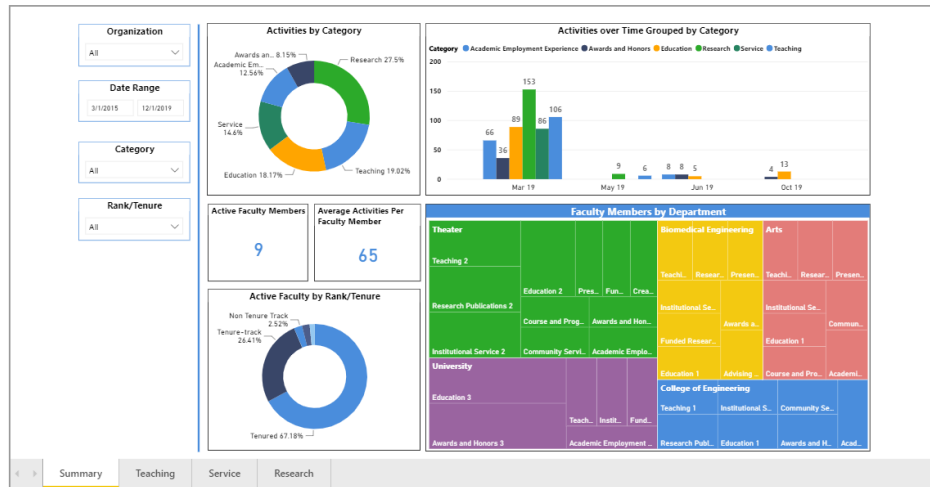 Organization
All
Date Range
3/1/2015
12/1/2019
Category
All
Rank/Tenure
All
Activities by Category
Awards an... 8.15%
Research 27.5%
Academic Em...
12.56%
Service
14.6%
Education 18.17%
Teaching 19.02%
Activities over Time Grouped by Category
Category Academic Employment Experience Awards and Honors Education Research Service Teaching
200
150
100
50
0
66
36
89
153
86
106
9
6
8
8
5
4
13
Mar 19
May 19
Jun 19
Oct 19
Active Faculty Members
9
Average Activities Per
Faculty Member
65
Active Faculty by Rank/Tenure
Non Tenure Track
2.52%
Tenure-track
26.41%
Tenured 67.18%
Faculty Members by Department
Theater
Teaching 2
Research Publications 2
Institutional Service 2
Education 2
Pres...
Fun...
Crea...
Course and Prog...
Awards and Hon...
Community Servi...
Academic Emplo...
University
Education 3
Awards and Honors 3
Teach...
Instit...
Fund...
Academic Employment ...
Biomedical Engineering
Teachi...
Resear...
Presen...
Institutional Se...
Awards a...
Funded Resear...
Education 1
Advising ...
Arts
Teachi...
Resear...
Presen...
Institutional Se...
Commun...
Education 1
Course and Pro...
Academi...
College of Engineering
Teaching 1
Institutional S...
Community Se...
Research Publ...
Education 1
Awards and H...
Acad...
Summary
Teaching
Service
Research